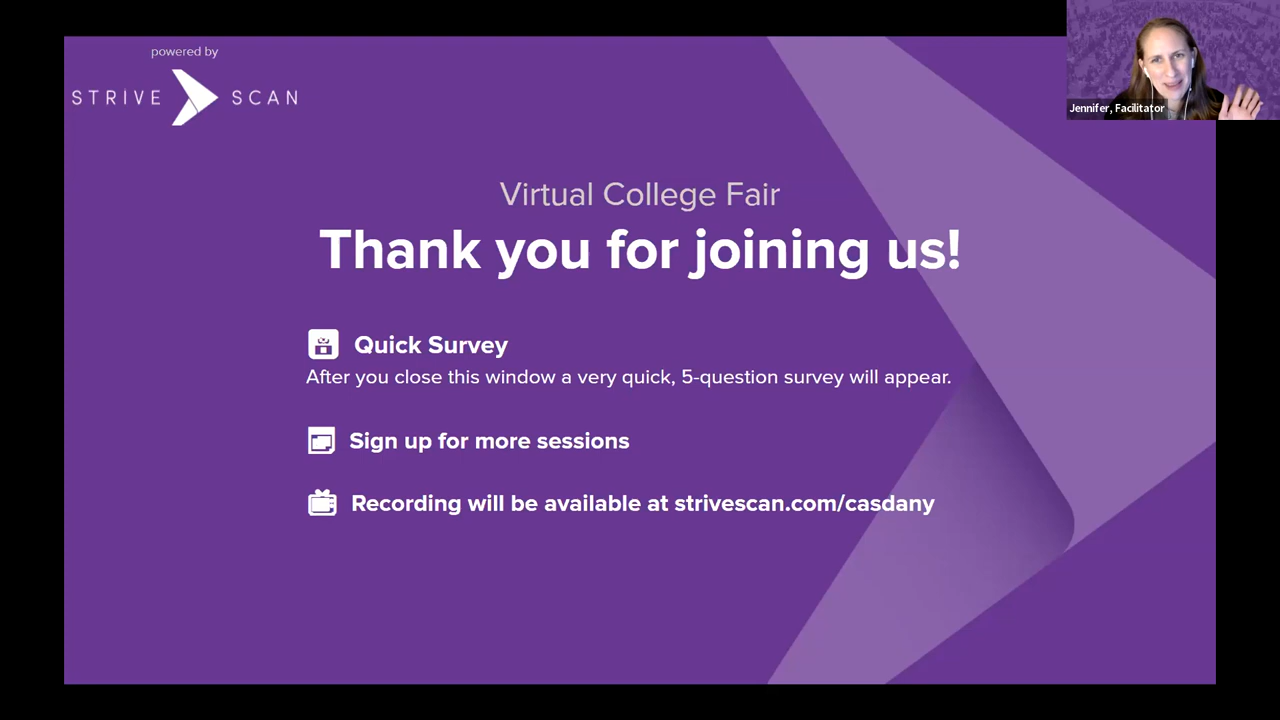 powered by
STRIVE SCAN
Jennifer, Facilitator
Virtual College Fair
Thank you for joining us!
Quick Survey
After you close this window a very quick, 5-question survey will appear.
Sign up for more sessions
Recording will be available at strivescan.com/casdany